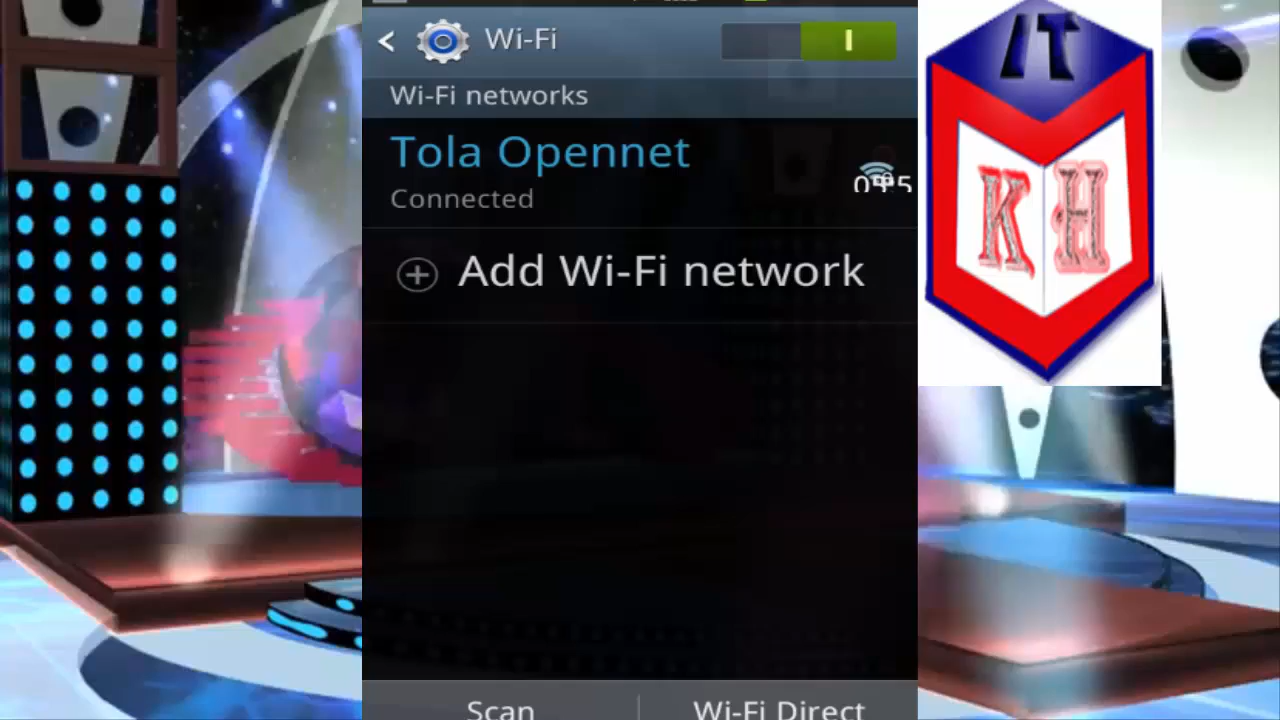 Wi-Fi
Wi-Fi networks
Tola Opennet
Connected
Add Wi-Fi network
Scan
Wi-Fi Direct
IT
K H